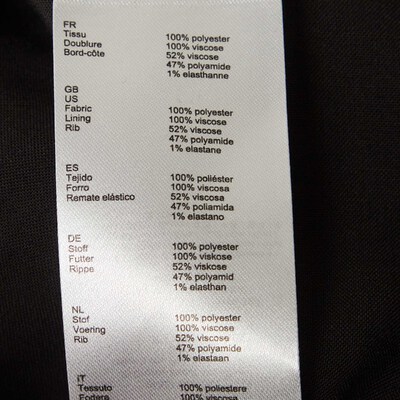 FR
Tissu 100% polyester
Doublure 100% viscose
Bord-côte 52% viscose
47% polyamide
1% elasthanne
GB
US
Fabric 100% polyester
Lining 100% viscose
Rib 52% viscose
47% polyamide
1% elastane
ES
Tejido 100% poliéster
Forro 100% viscosa
Remate elástico 52% viscosa
47% poliamida
1% elastano
DE
Stoff 100% polyester
Futter 100% viskose
Rippe 52% viskose
47% polyamid
1% elasthan
NL
Stof 100% polyester
Voering 100% viscose
Rib 52% viscose
47% polyamide
1% elastaan
IT
Tessuto 100% poliestere
Fodera 100% viscosa